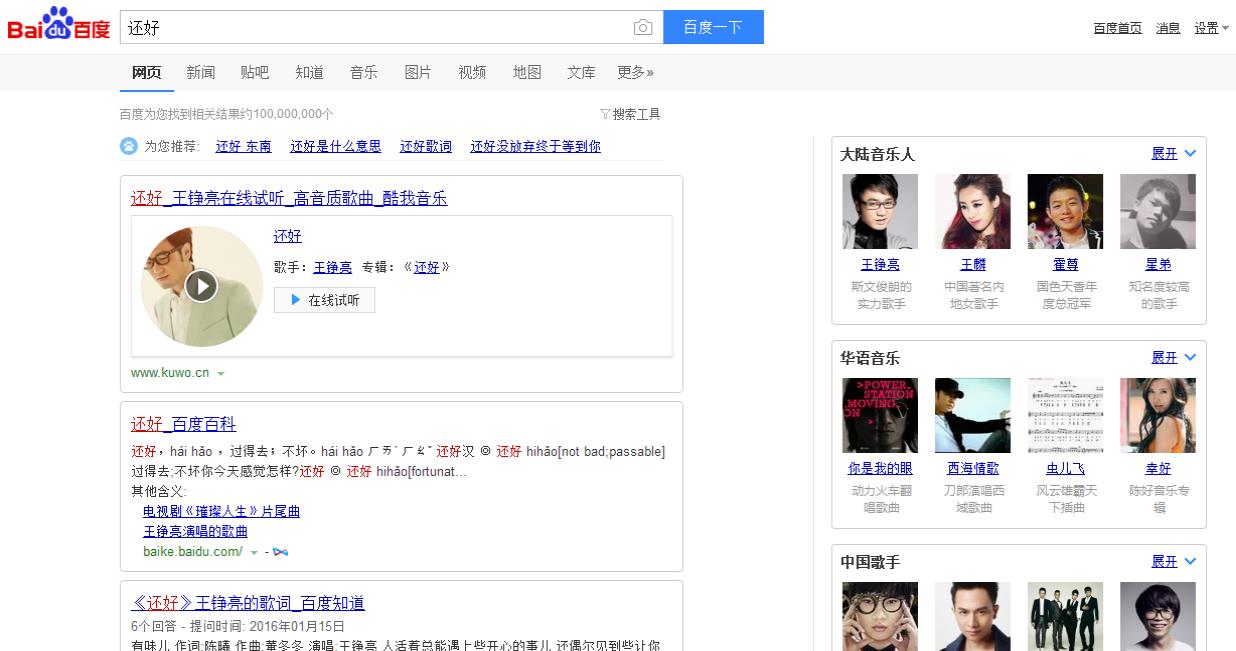 Bai du 百度
还好
百度一下
百度首页 消息 设置
网页 新闻 贴吧 知道 音乐 图片 视频 地图 文库 更多»
百度为您找到相关结果约100,000,000个
搜索工具
为您推荐: 还好 东南 还好是什么意思 还好歌词 还好没放弃终于等到你
还好_王铮亮在线试听_高音质歌曲_酷我音乐
还好
歌手：王铮亮 专辑：《还好》
在线试听
www.kuwo.cn
还好_百度百科
还好，hái hǎo ，过得去；不坏。hái hǎo ㄏㄞˊ ㄏㄠˇ 还好汉 ◎ 还好 hihǎo[not bad;passable]
过得去;不坏你今天感觉怎样?还好 ◎ 还好 hihǎo[fortunat...
其他含义:
电视剧《璀璨人生》片尾曲
王铮亮演唱的歌曲
baike.baidu.com/ -
《还好》王铮亮的歌词_百度知道
6个回答 - 提问时间: 2016年01月15日
有味儿 作词:陈曦 作曲:董冬冬 演唱:王铮亮 人活着总能遇上些开心的事儿 还偶尔见到些让你
大陆音乐人 展开
王铮亮 王麟 霍尊 星弟
斯文俊朗的 中国著名内 国色天香年 知名度较高
实力歌手 地女歌手 度总冠军 的歌手
华语音乐 展开
>POWER
STATION
MOVING
ON
你是我的眼 西海情歌 虫儿飞 幸好
动力火车翻 刀郎演唱西 风云雄霸天 陈好音乐专
唱歌曲 域歌曲 下插曲 辑
中国歌手 展开